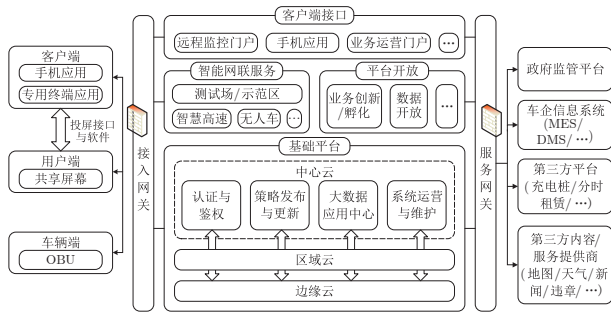 客户端接口
远程监控门户
手机应用
业务运营门户
...
客户端
手机应用
专用终端应用
投屏接口
与软件
用户端
共享屏幕
车辆端
OBU
接入网关
智能网联服务
测试场/示范区
智慧高速
无人车
...
平台开放
业务创新
/孵化
数据
开放
...
基础平台
中心云
认证与
鉴权
策略发布
与更新
大数据
应用中心
系统运营
与维护
区域云
边缘云
服务网关
政府监管平台
车企信息系统
(MES/
DMS/…)
第三方平台
(充电桩/分时
租赁/…)
第三方内容/
服务提供商
(地图/天气/新
闻/违章/…)